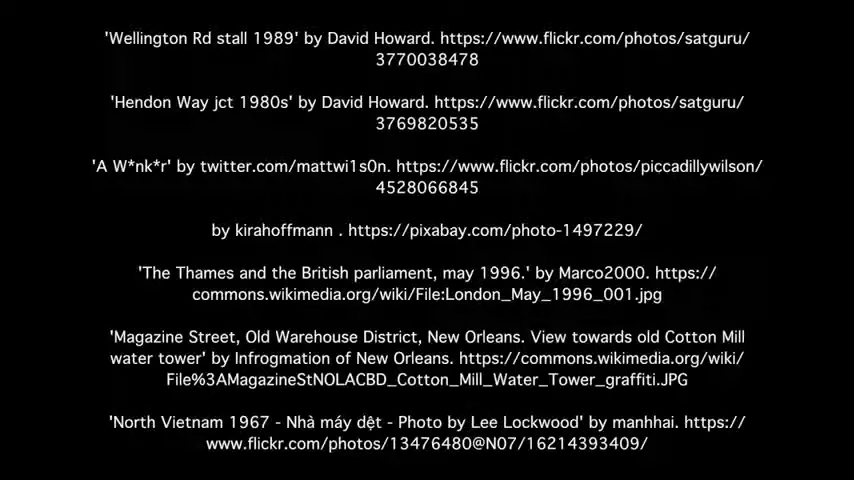 'Wellington Rd stall 1989' by David Howard. https://www.flickr.com/photos/satguru/
3770038478
'Hendon Way jct 1980s' by David Howard. https://www.flickr.com/photos/satguru/
3769820535
'A W*nk*r' by twitter.com/mattwi1s0n. https://www.flickr.com/photos/piccadillywilson/
4528066845
by kirahoffmann . https://pixabay.com/photo-1497229/
'The Thames and the British parliament, may 1996.' by Marco2000. https://
commons.wikimedia.org/wiki/File:London_May_1996_001.jpg
'Magazine Street, Old Warehouse District, New Orleans. View towards old Cotton Mill
water tower' by Infrogmation of New Orleans. https://commons.wikimedia.org/wiki/
File%3AMagazineStNOLACBD_Cotton_Mill_Water_Tower_graffiti.JPG
'North Vietnam 1967 - Nhà máy dệt - Photo by Lee Lockwood' by manhhai. https://
www.flickr.com/photos/13476480@N07/16214393409/